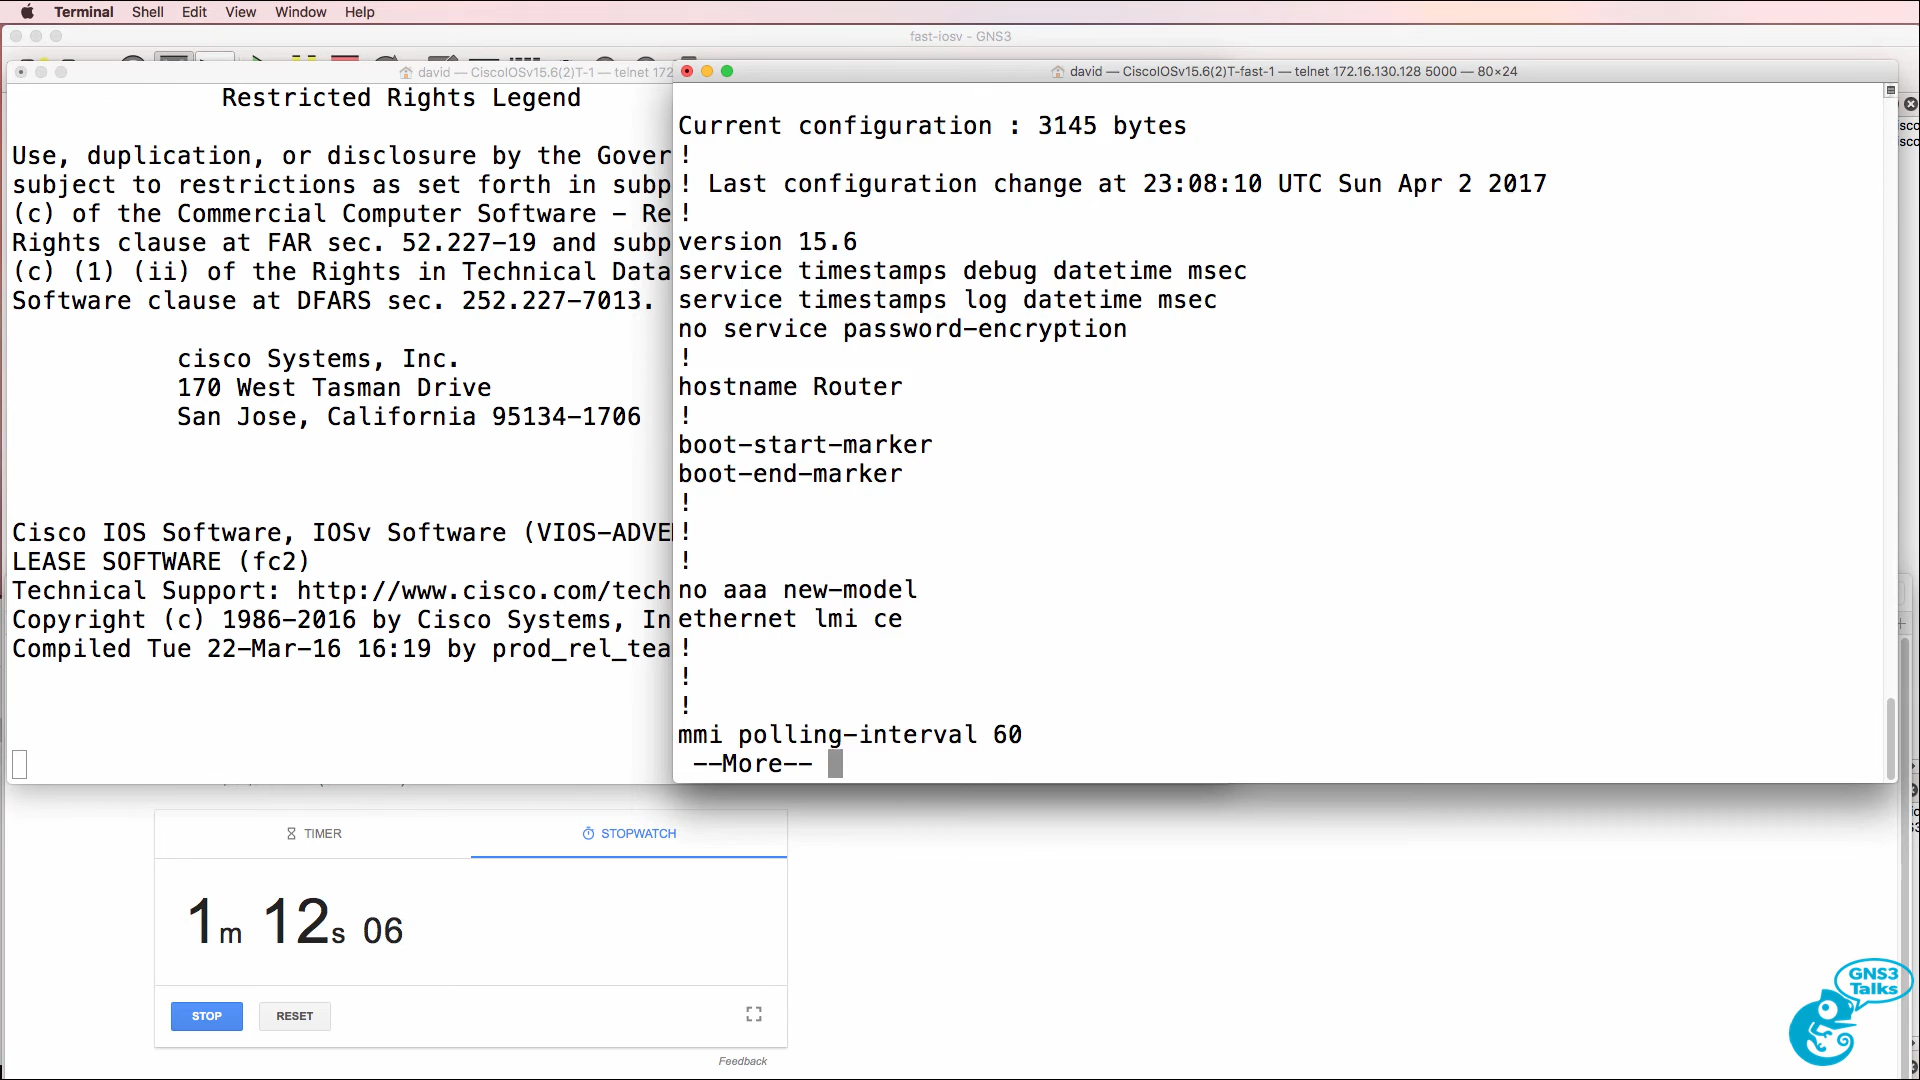 Terminal Shell Edit View Window Help
fast-iosv - GNS3
david — CiscoIOSv15.6(2)T-1 — telnet 172
Restricted Rights Legend
Use, duplication, or disclosure by the Gover
subject to restrictions as set forth in subp
(c) of the Commercial Computer Software - Re
Rights clause at FAR sec. 52.227-19 and subp
(c) (1) (ii) of the Rights in Technical Data
Software clause at DFARS sec. 252.227-7013.
cisco Systems, Inc.
170 West Tasman Drive
San Jose, California 95134-1706
Cisco IOS Software, IOSv Software (VIOS-ADVE
LEASE SOFTWARE (fc2)
Technical Support: http://www.cisco.com/tech
Copyright (c) 1986-2016 by Cisco Systems, In
Compiled Tue 22-Mar-16 16:19 by prod_rel_tea
david — CiscoIOSv15.6(2)T-fast-1 — telnet 172.16.130.128 5000 — 80×24
Current configuration : 3145 bytes
!
! Last configuration change at 23:08:10 UTC Sun Apr 2 2017
!
version 15.6
service timestamps debug datetime msec
service timestamps log datetime msec
no service password-encryption
!
hostname Router
!
boot-start-marker
boot-end-marker
!
!
!
no aaa new-model
ethernet lmi ce
!
!
!
mmi polling-interval 60
--More--
TIMER STOPWATCH
1m 12s 06
STOP RESET
Feedback
GNS3
Talks